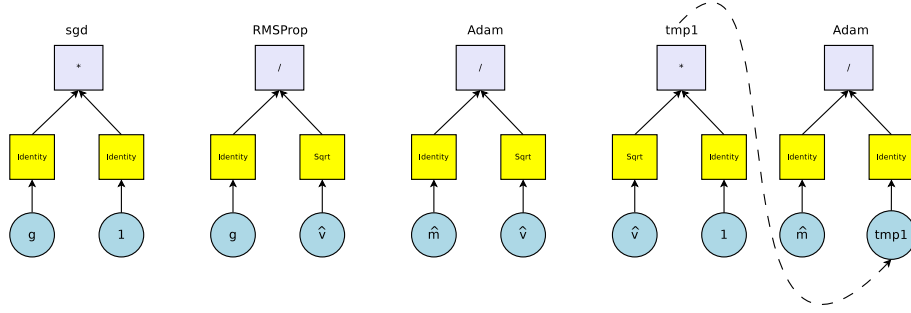 sgd RMSProp Adam tmp1 Adam
* / / * /
Identity Identity Identity Sqrt Identity Sqrt Sqrt Identity Identity Identity
g 1 g v̂ m̂ v̂ v̂ 1 m̂ tmp1